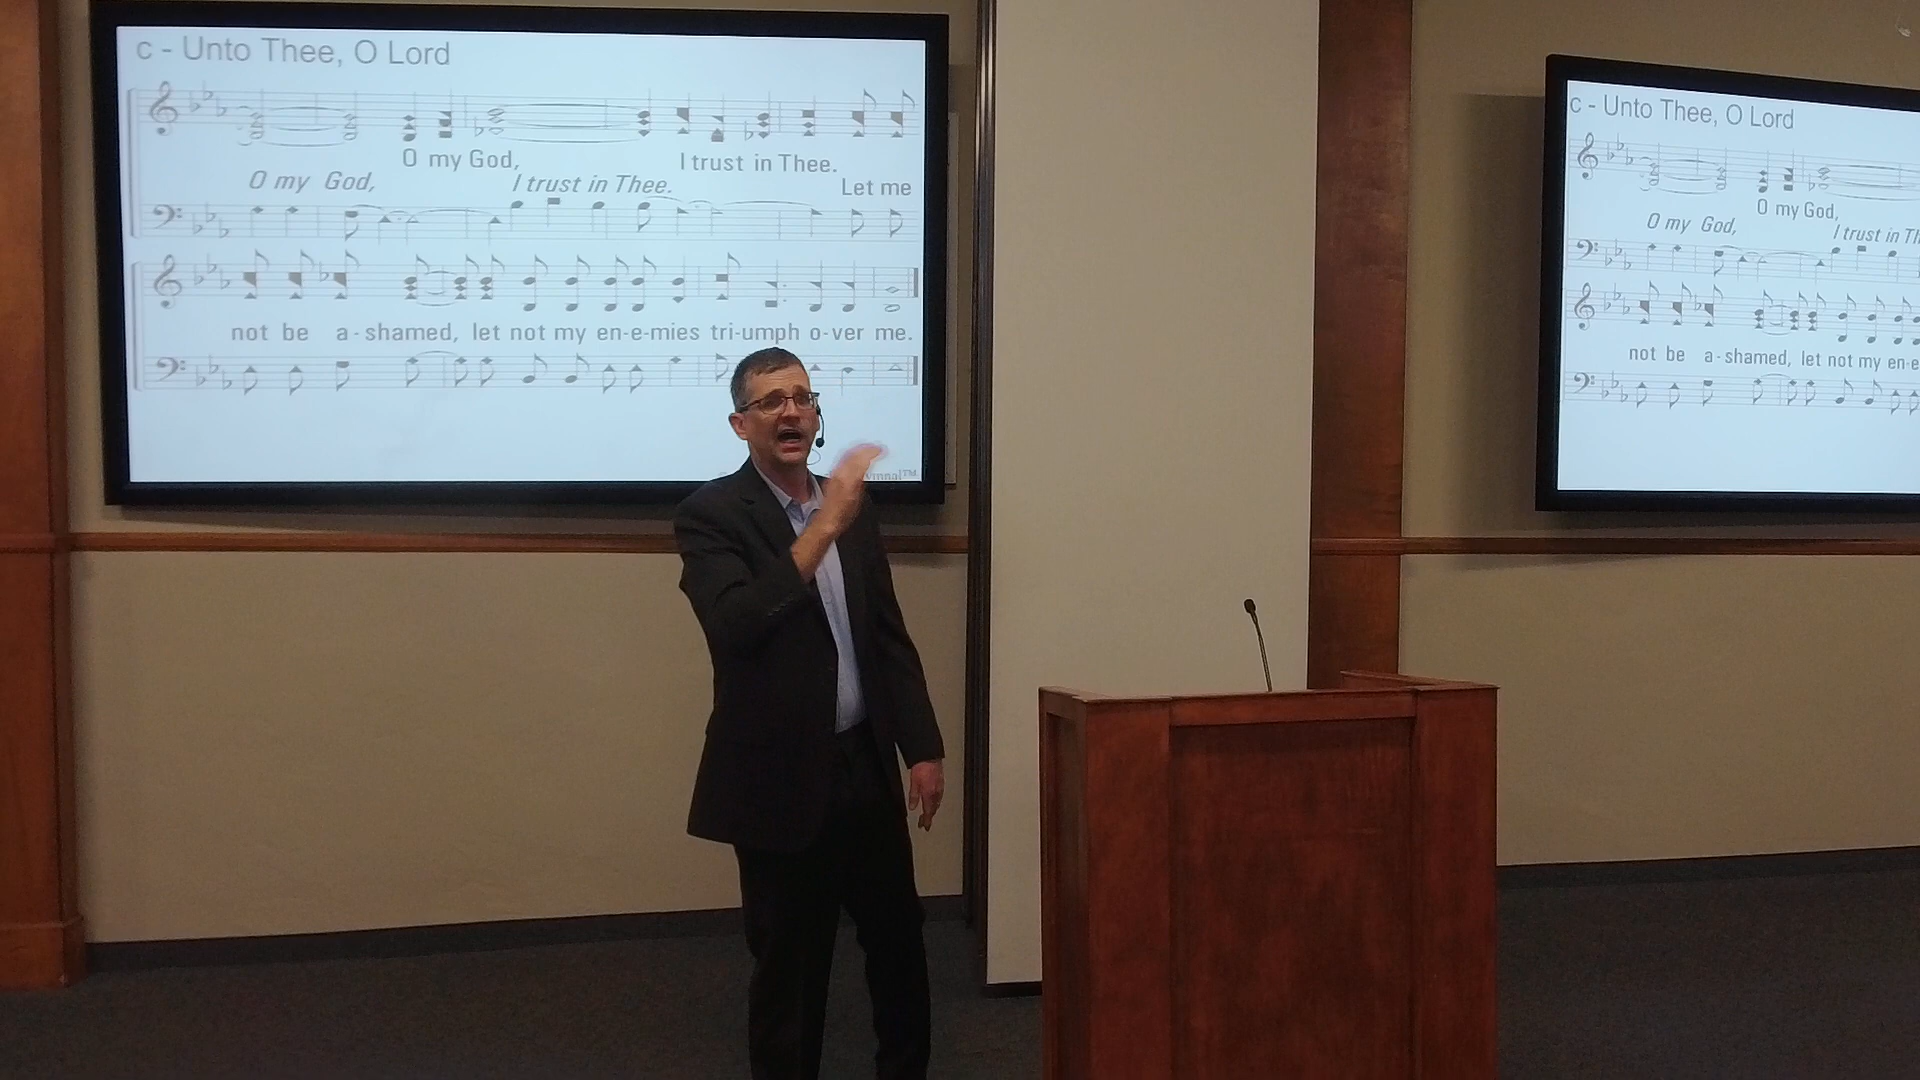 c - Unto Thee, O Lord
O my God, I trust in Thee.
O my God, I trust in Thee. Let me
not be a-shamed, let not my en-e-mies tri-umph o-ver me.
c - Unto Thee, O Lord
O my God,
O my God, I trust in
not be a-shamed, let not my en-e